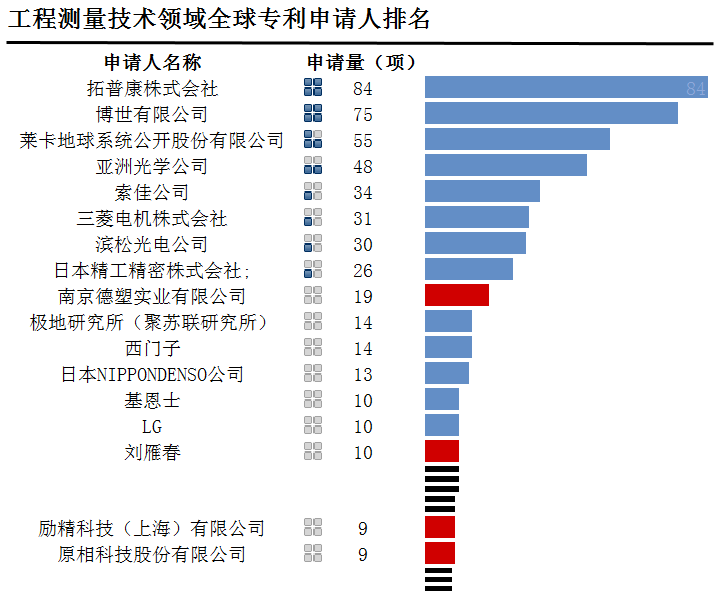 工程测量技术领域全球专利申请人排名
申请人名称 申请量（项）
拓普康株式会社 84 84
博世有限公司 75
莱卡地球系统公开股份有限公司 55
亚洲光学公司 48
索佳公司 34
三菱电机株式会社 31
滨松光电公司 30
日本精工精密株式会社; 26
南京德塑实业有限公司 19
极地研究所（聚苏联研究所） 14
西门子 14
日本NIPPONDENSO公司 13
基恩士 10
LG 10
刘雁春 10
励精科技（上海）有限公司 9
原相科技股份有限公司 9